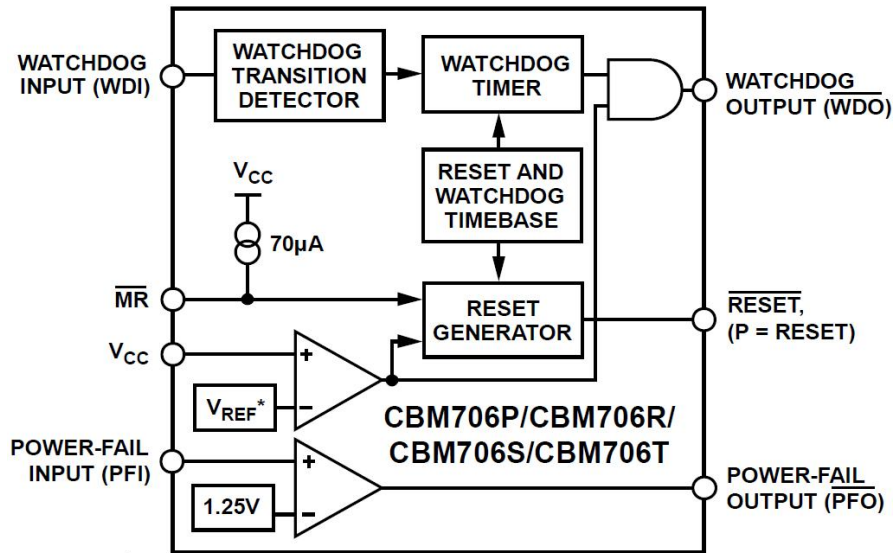 WATCHDOG
INPUT (WDI)
WATCHDOG
TRANSITION
DETECTOR
WATCHDOG
TIMER
WATCHDOG
OUTPUT (WDO)
VCC
70µA
RESET AND
WATCHDOG
TIMEBASE
MR
RESET
GENERATOR
RESET,
(P = RESET)
VCC
+
VREF*
−
CBM706P/CBM706R/
CBM706S/CBM706T
POWER-FAIL
INPUT (PFI)
+
1.25V
−
POWER-FAIL
OUTPUT (PFO)